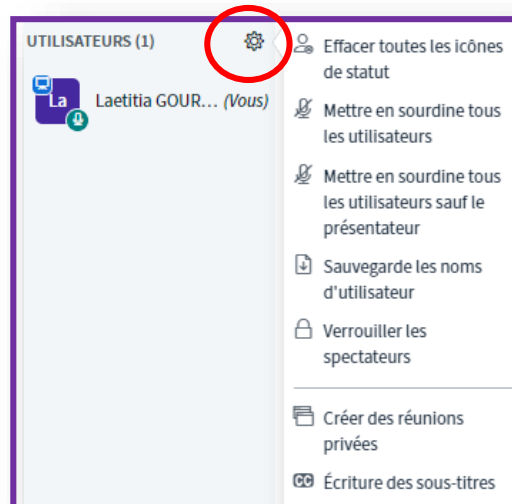 UTILISATEURS (1)
La
Laetitia GOUR... (Vous)
Effacer toutes les icônes
de statut
Mettre en sourdine tous
les utilisateurs
Mettre en sourdine tous
les utilisateurs sauf le
présentateur
Sauvegarde les noms
d'utilisateur
Verrouiller les
spectateurs
Créer des réunions
privées
CC Écriture des sous-titres